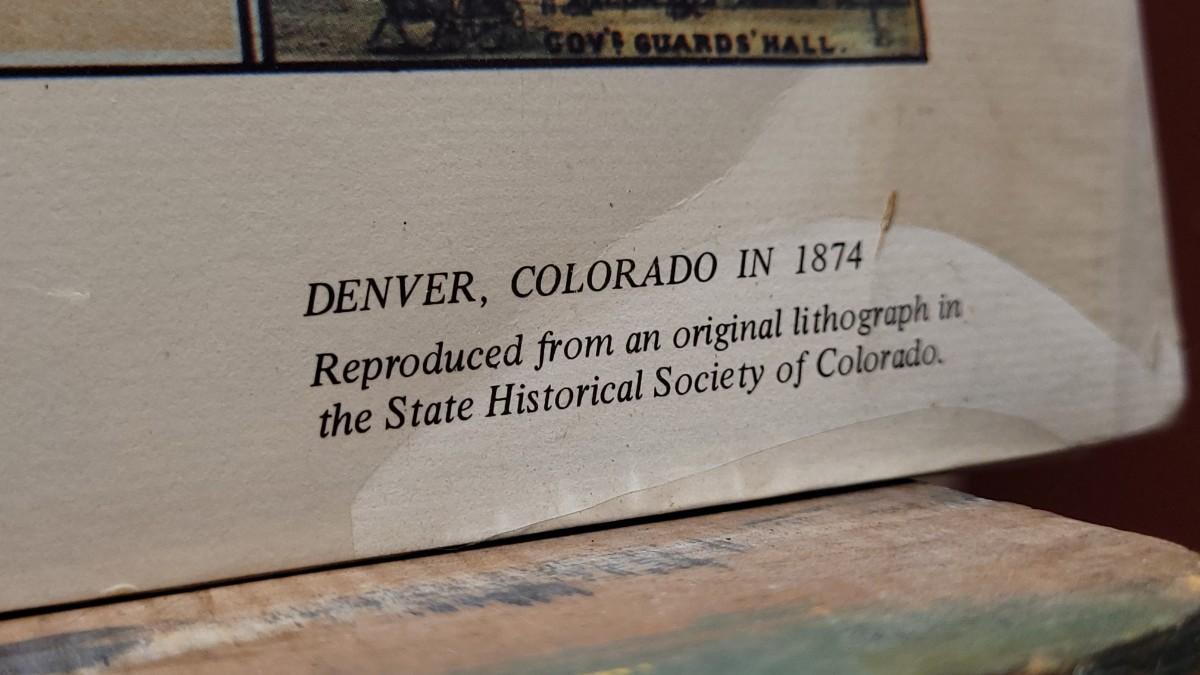 GOV'S GUARDS' HALL.
DENVER, COLORADO IN 1874
Reproduced from an original lithograph in
the State Historical Society of Colorado.